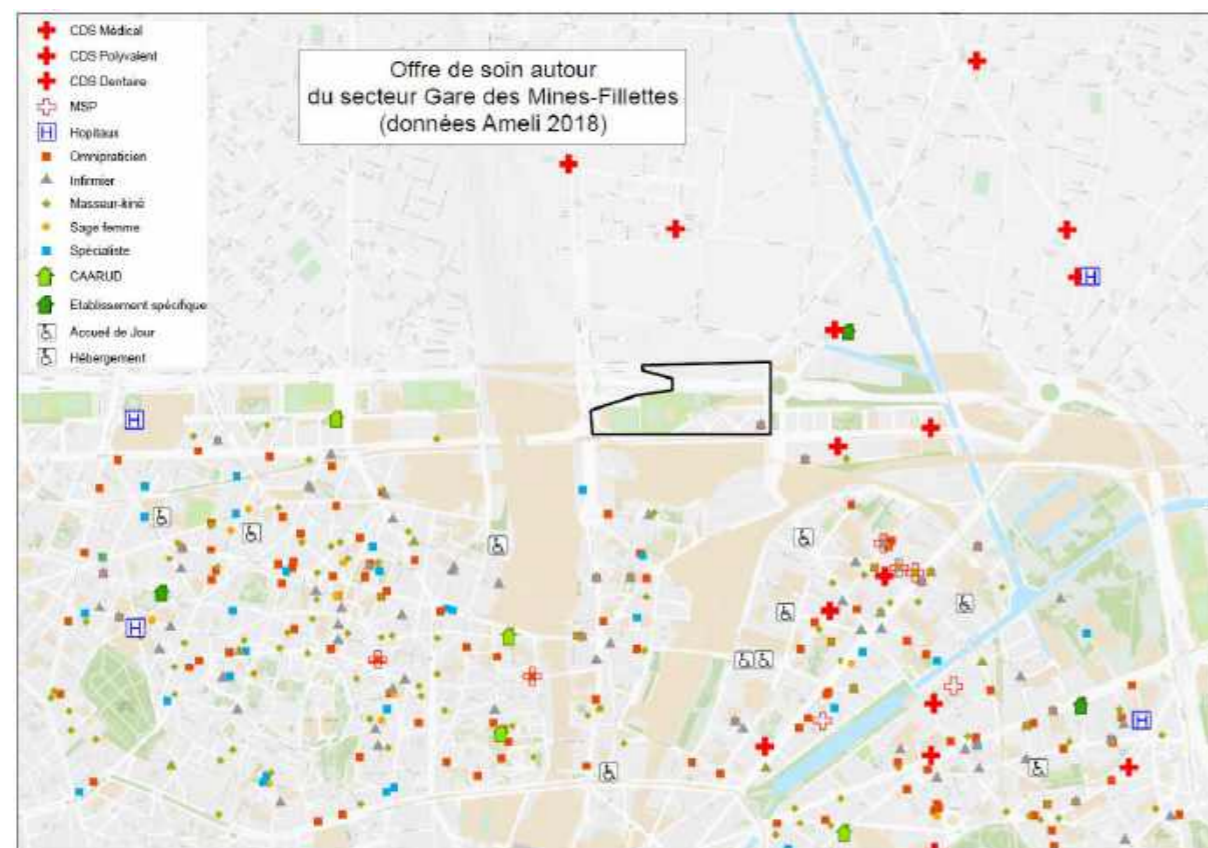 CDS Médical
CDS Polyvalent
CDS Dentaire
MSP
Hopitaux
Omnipraticien
Infirmier
Masseur-kiné
Sage femme
Spécialiste
CAARUD
Etablissement spécifique
Accueil de Jour
Hébergement
Offre de soin autour
du secteur Gare des Mines-Fillettes
(données Ameli 2018)
H
H
H
H